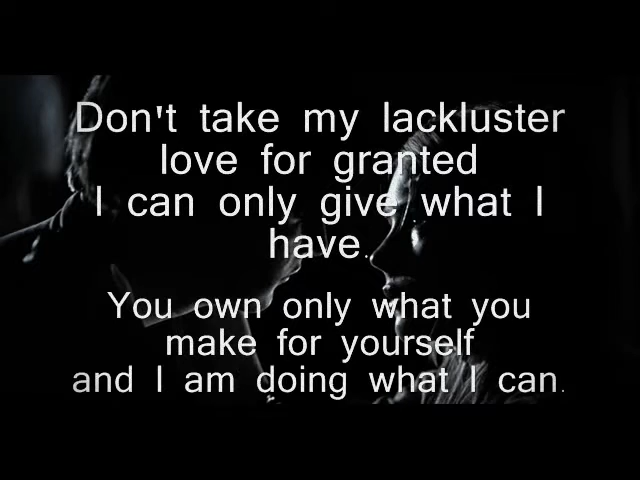 Don't take my lackluster
love for granted
I can only give what I
have.
You own only what you
make for yourself
and I am doing what I can.